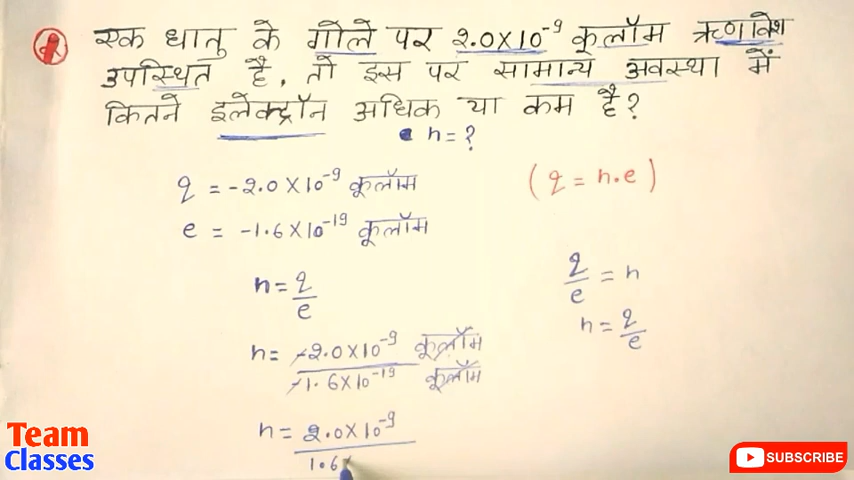 एक धातु के गोले पर 2.0×10⁻⁹ कूलॉम ऋणावेश
उपस्थित है, तो इस पर सामान्य अवस्था में
कितने इलेक्ट्रॉन अधिक या कम है?
n = ?
q = -2.0×10⁻⁹ कूलॉम
(q = n.e)
e = -1.6×10⁻¹⁹ कूलॉम
n = q/e
q/e = n
n = q/e
n = -2.0×10⁻⁹ कूलॉम
-1.6×10⁻¹⁹ कूलॉम
n = 2.0×10⁻⁹
1.6
Team
Classes
SUBSCRIBE